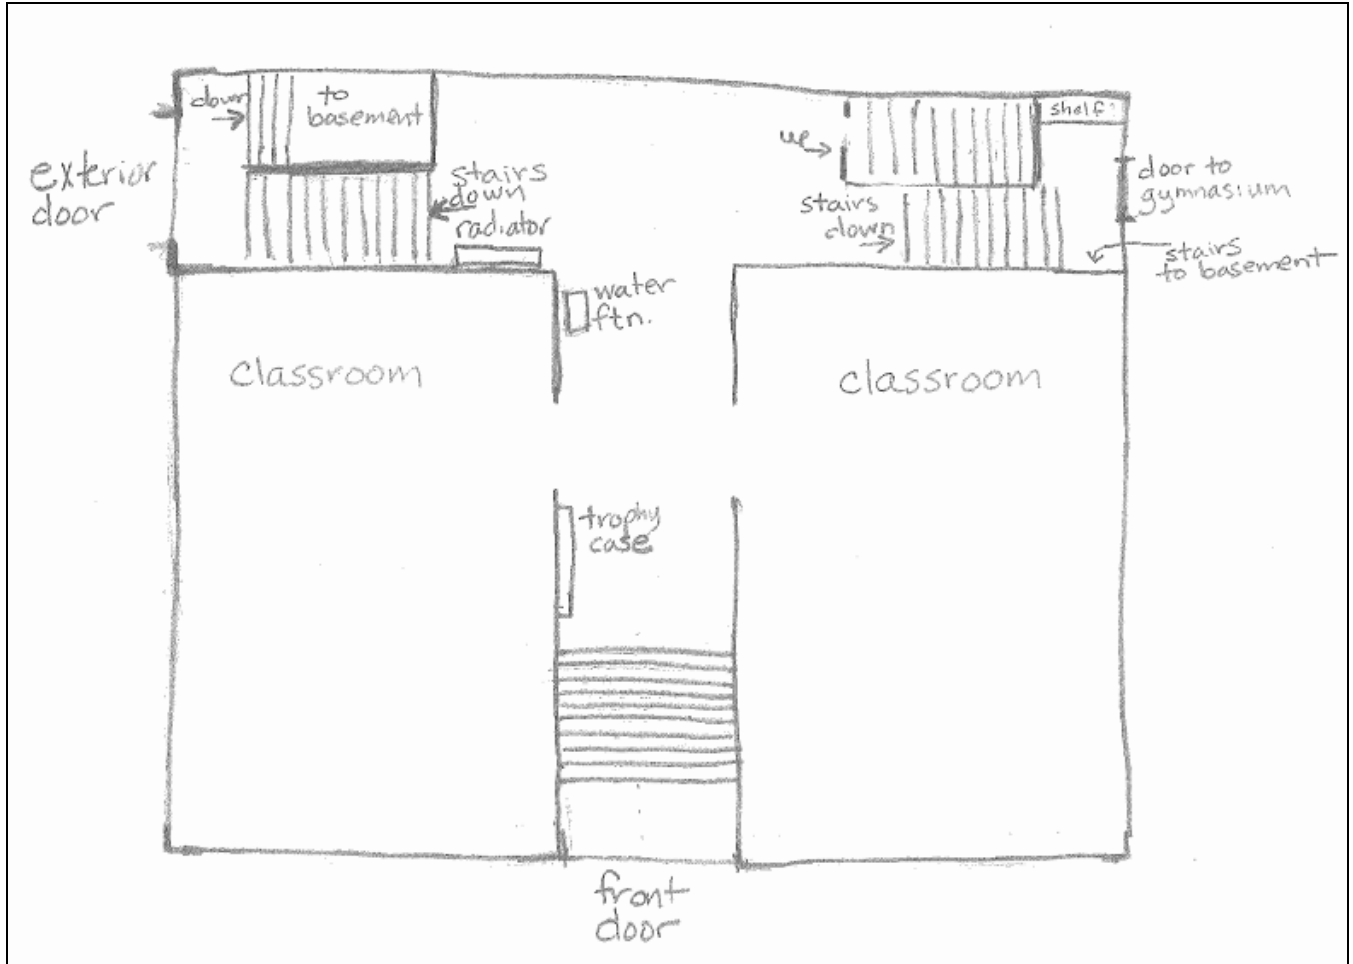 down
to
basement
exterior
door
stairs
down
radiator
up
shelf
door to
gymnasium
stairs
down
stairs
to basement
water
ftn.
classroom
classroom
trophy
case
front
door